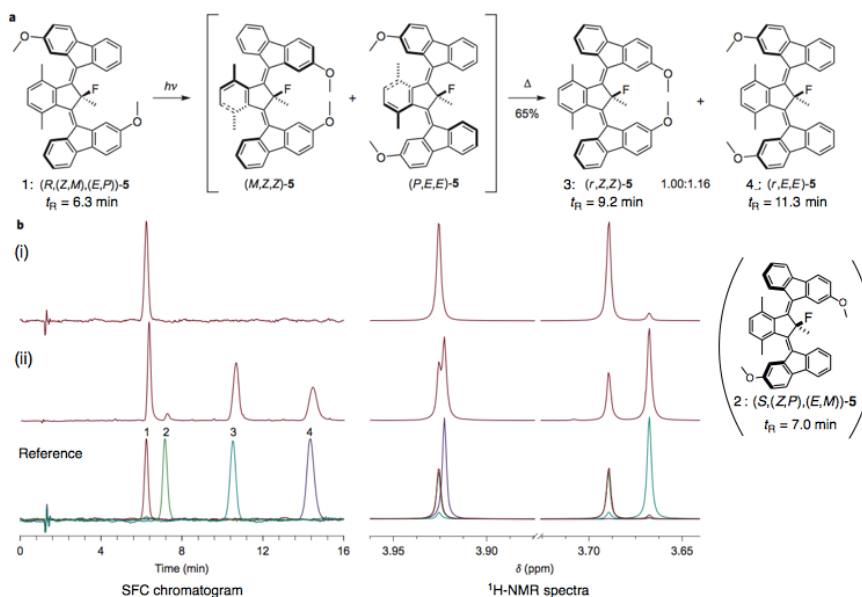 a
O
F
O
1: (R,(Z,M),(E,P))-5
tR = 6.3 min
hν
F
O
O
(M,Z,Z)-5
+
O
F
O
(P,E,E)-5
Δ
65%
F
O
O
3: (r,Z,Z)-5
tR = 9.2 min
+
1.00:1.16
O
F
O
4: (r,E,E)-5
tR = 11.3 min
b
(i)
(ii)
Reference
1 2 3 4
0 4 8 12 16
Time (min)
SFC chromatogram
3.95 3.90 3.70 3.65
δ (ppm)
¹H-NMR spectra
F
O
O
2: (S,(Z,P),(E,M))-5
tR = 7.0 min